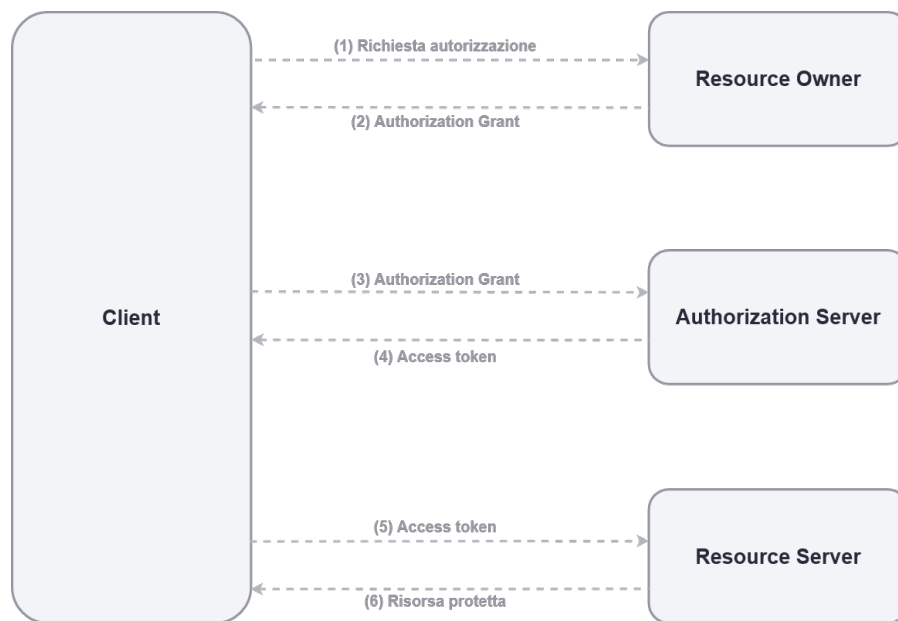 (1) Richiesta autorizzazione
Resource Owner
(2) Authorization Grant
(3) Authorization Grant
Client
Authorization Server
(4) Access token
(5) Access token
Resource Server
(6) Risorsa protetta